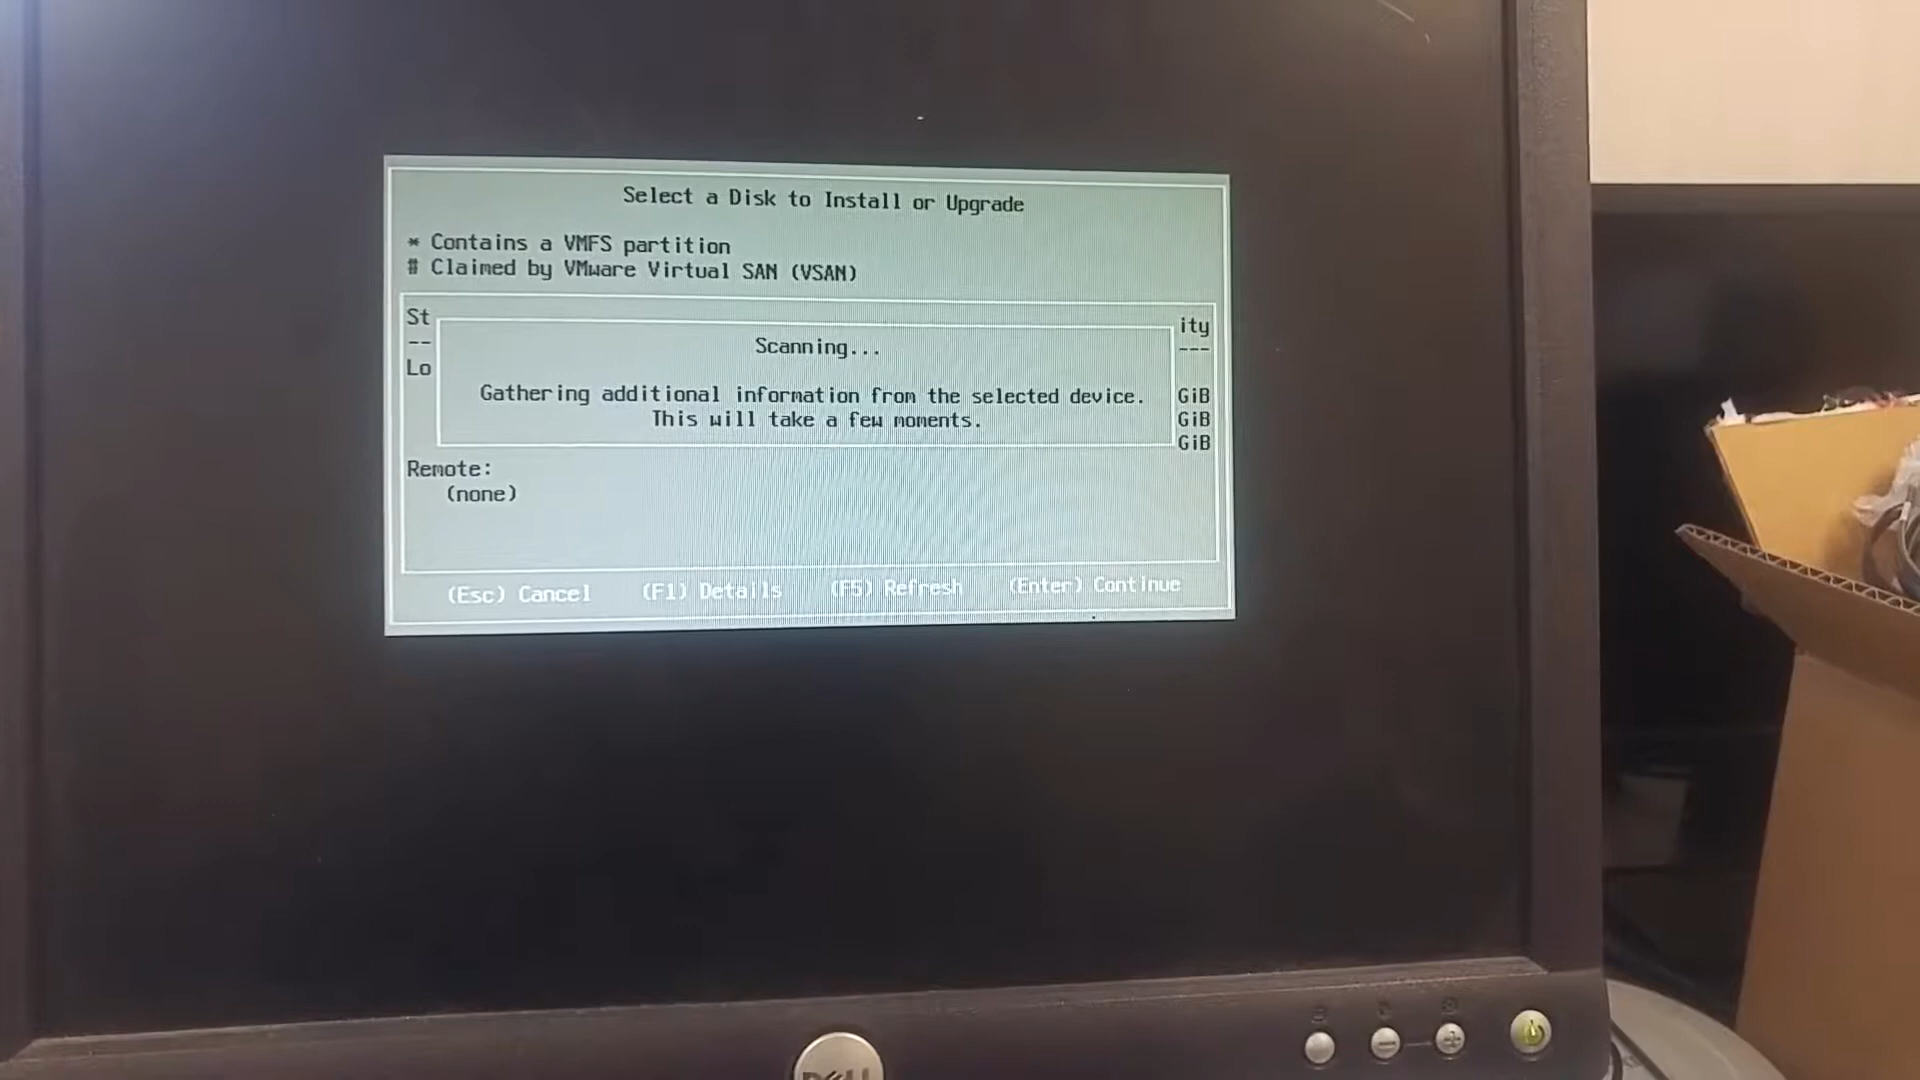 Select a Disk to Install or Upgrade
* Contains a VMFS partition
# Claimed by VMware Virtual SAN (VSAN)
St ity
-- ---
Scanning...
Lo
Gathering additional information from the selected device. GiB
This will take a few moments. GiB
GiB
Remote:
(none)
(Esc) Cancel (F1) Details (F5) Refresh (Enter) Continue
DELL